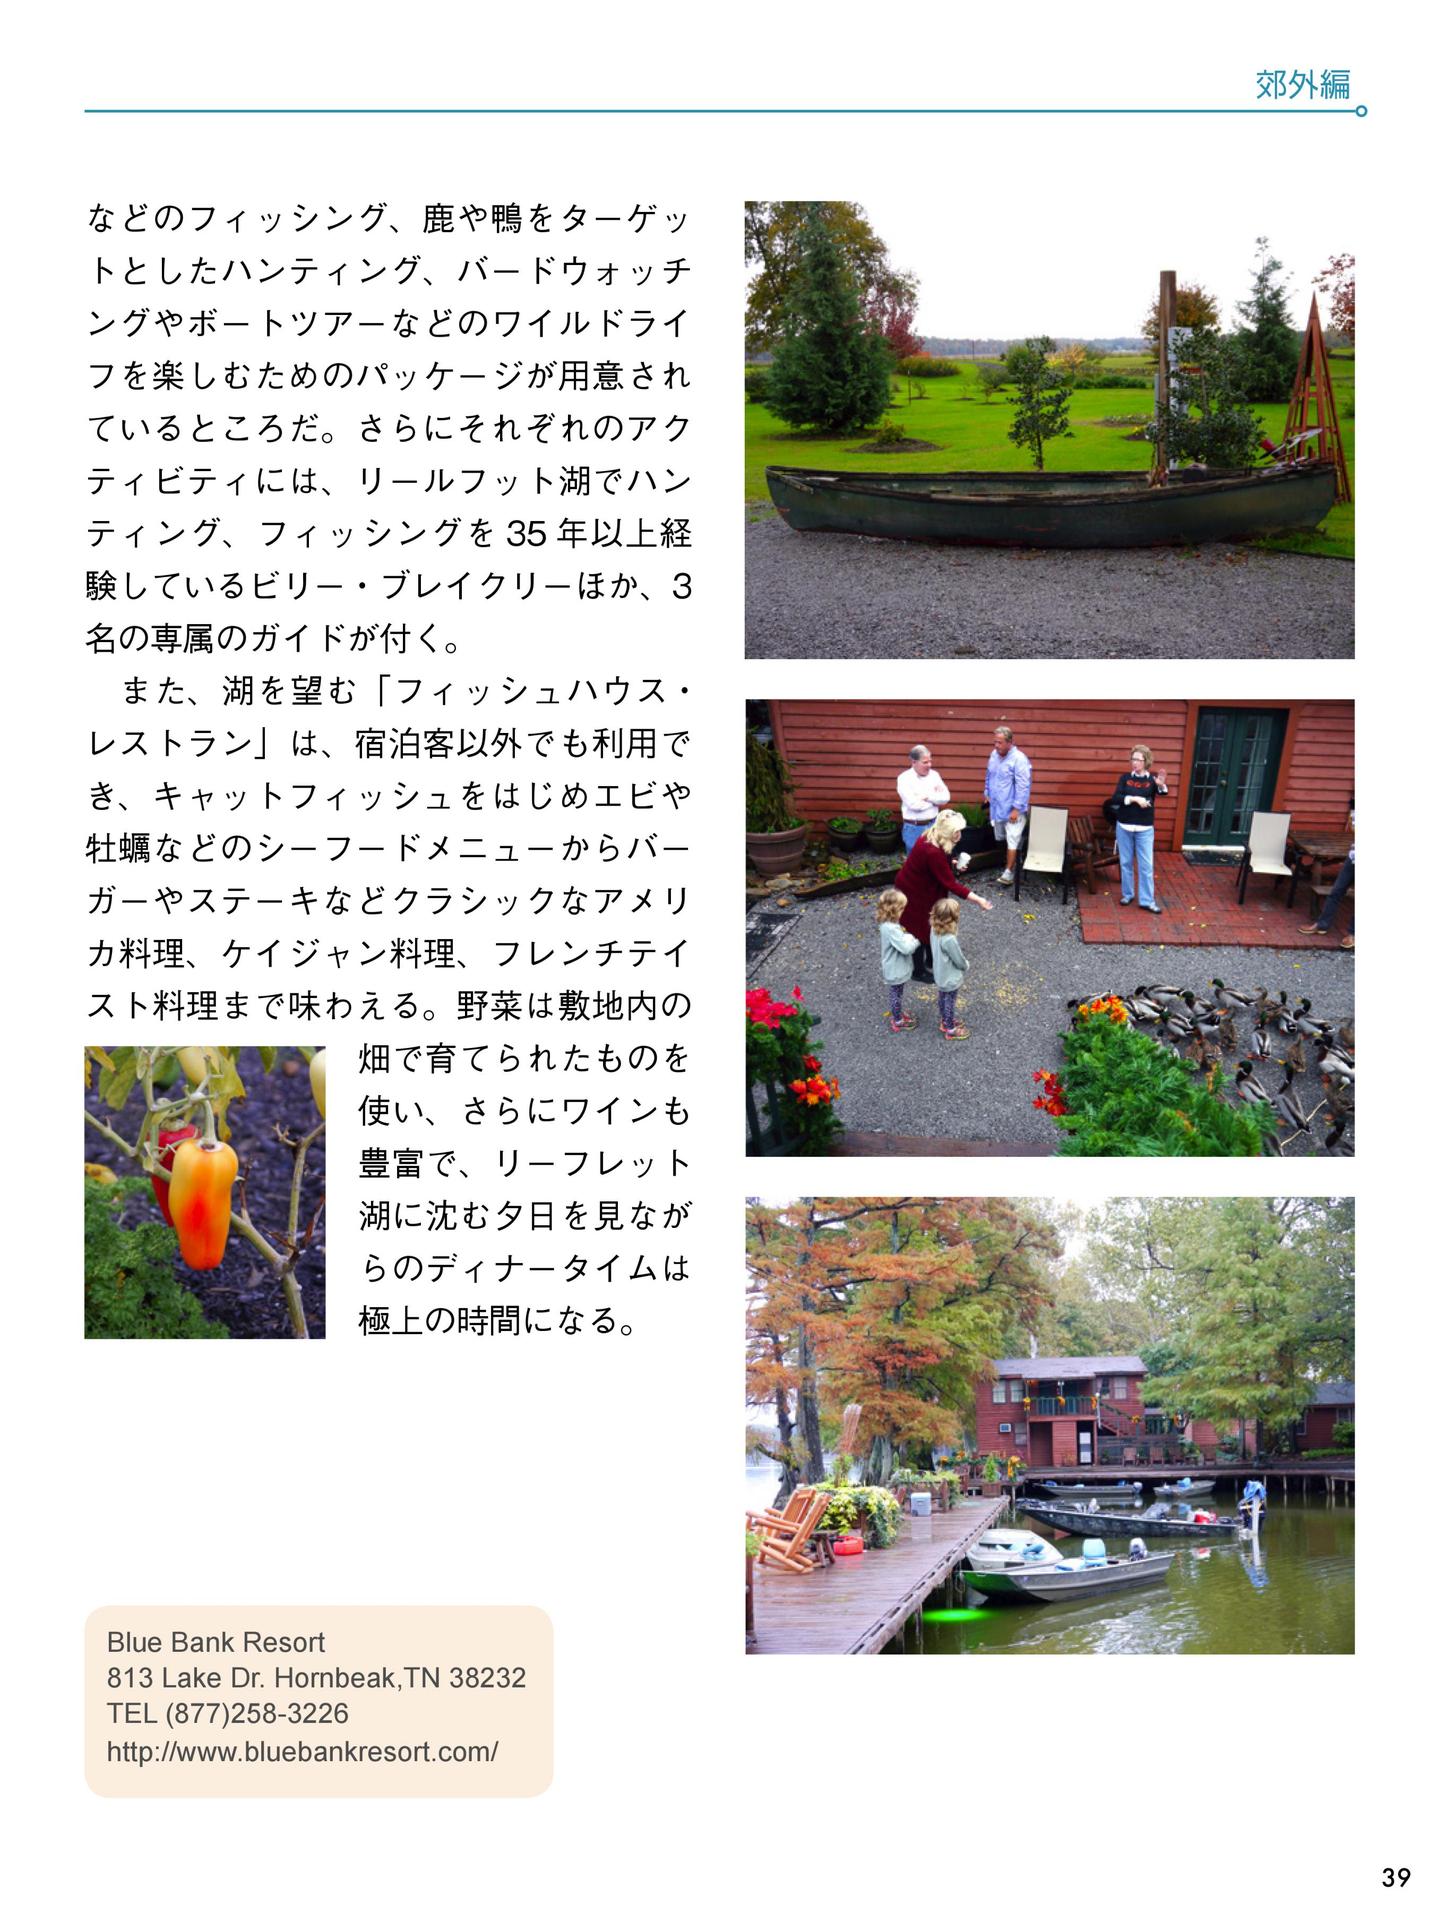 郊外編
などのフィッシング、鹿や鴨をターゲッ
トとしたハンティング、バードウォッチ
ングやボートツアーなどのワイルドライ
フを楽しむためのパッケージが用意され
ているところだ。さらにそれぞれのアク
ティビティには、リールフット湖でハン
ティング、フィッシングを 35 年以上経
験しているビリー・ブレイクリーほか、3
名の専属のガイドが付く。
　また、湖を望む「フィッシュハウス・
レストラン」は、宿泊客以外でも利用で
き、キャットフィッシュをはじめエビや
牡蠣などのシーフードメニューからバー
ガーやステーキなどクラシックなアメリ
カ料理、ケイジャン料理、フレンチテイ
スト料理まで味わえる。野菜は敷地内の
畑で育てられたものを
使い、さらにワインも
豊富で、リーフレット
湖に沈む夕日を見なが
らのディナータイムは
極上の時間になる。
Blue Bank Resort
813 Lake Dr. Hornbeak,TN 38232
TEL (877)258-3226
http://www.bluebankresort.com/
39